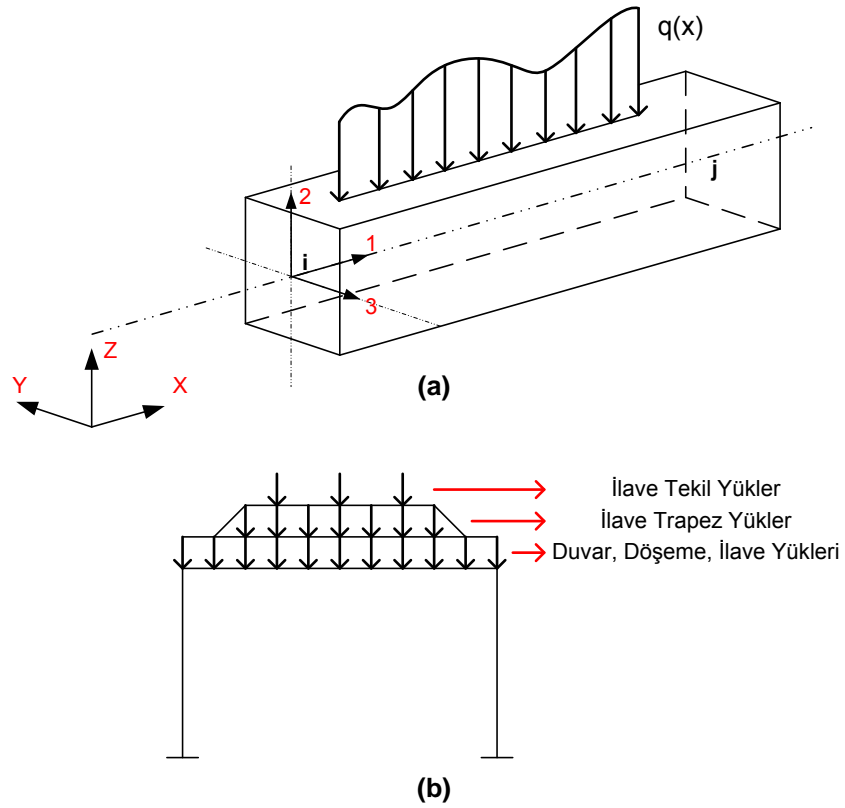 q(x)
2
j
1
i
3
Z
Y
X
(a)
İlave Tekil Yükler
İlave Trapez Yükler
Duvar, Döşeme, İlave Yükleri
(b)